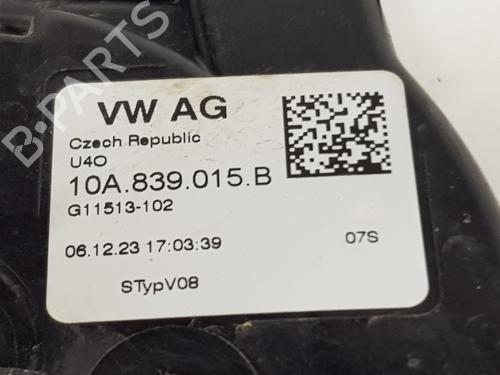 VW AG
Czech Republic
U4O
10A.839.015.B
G11513-102
06.12.23 17:03:39
07S
STypV08
B-PARTS